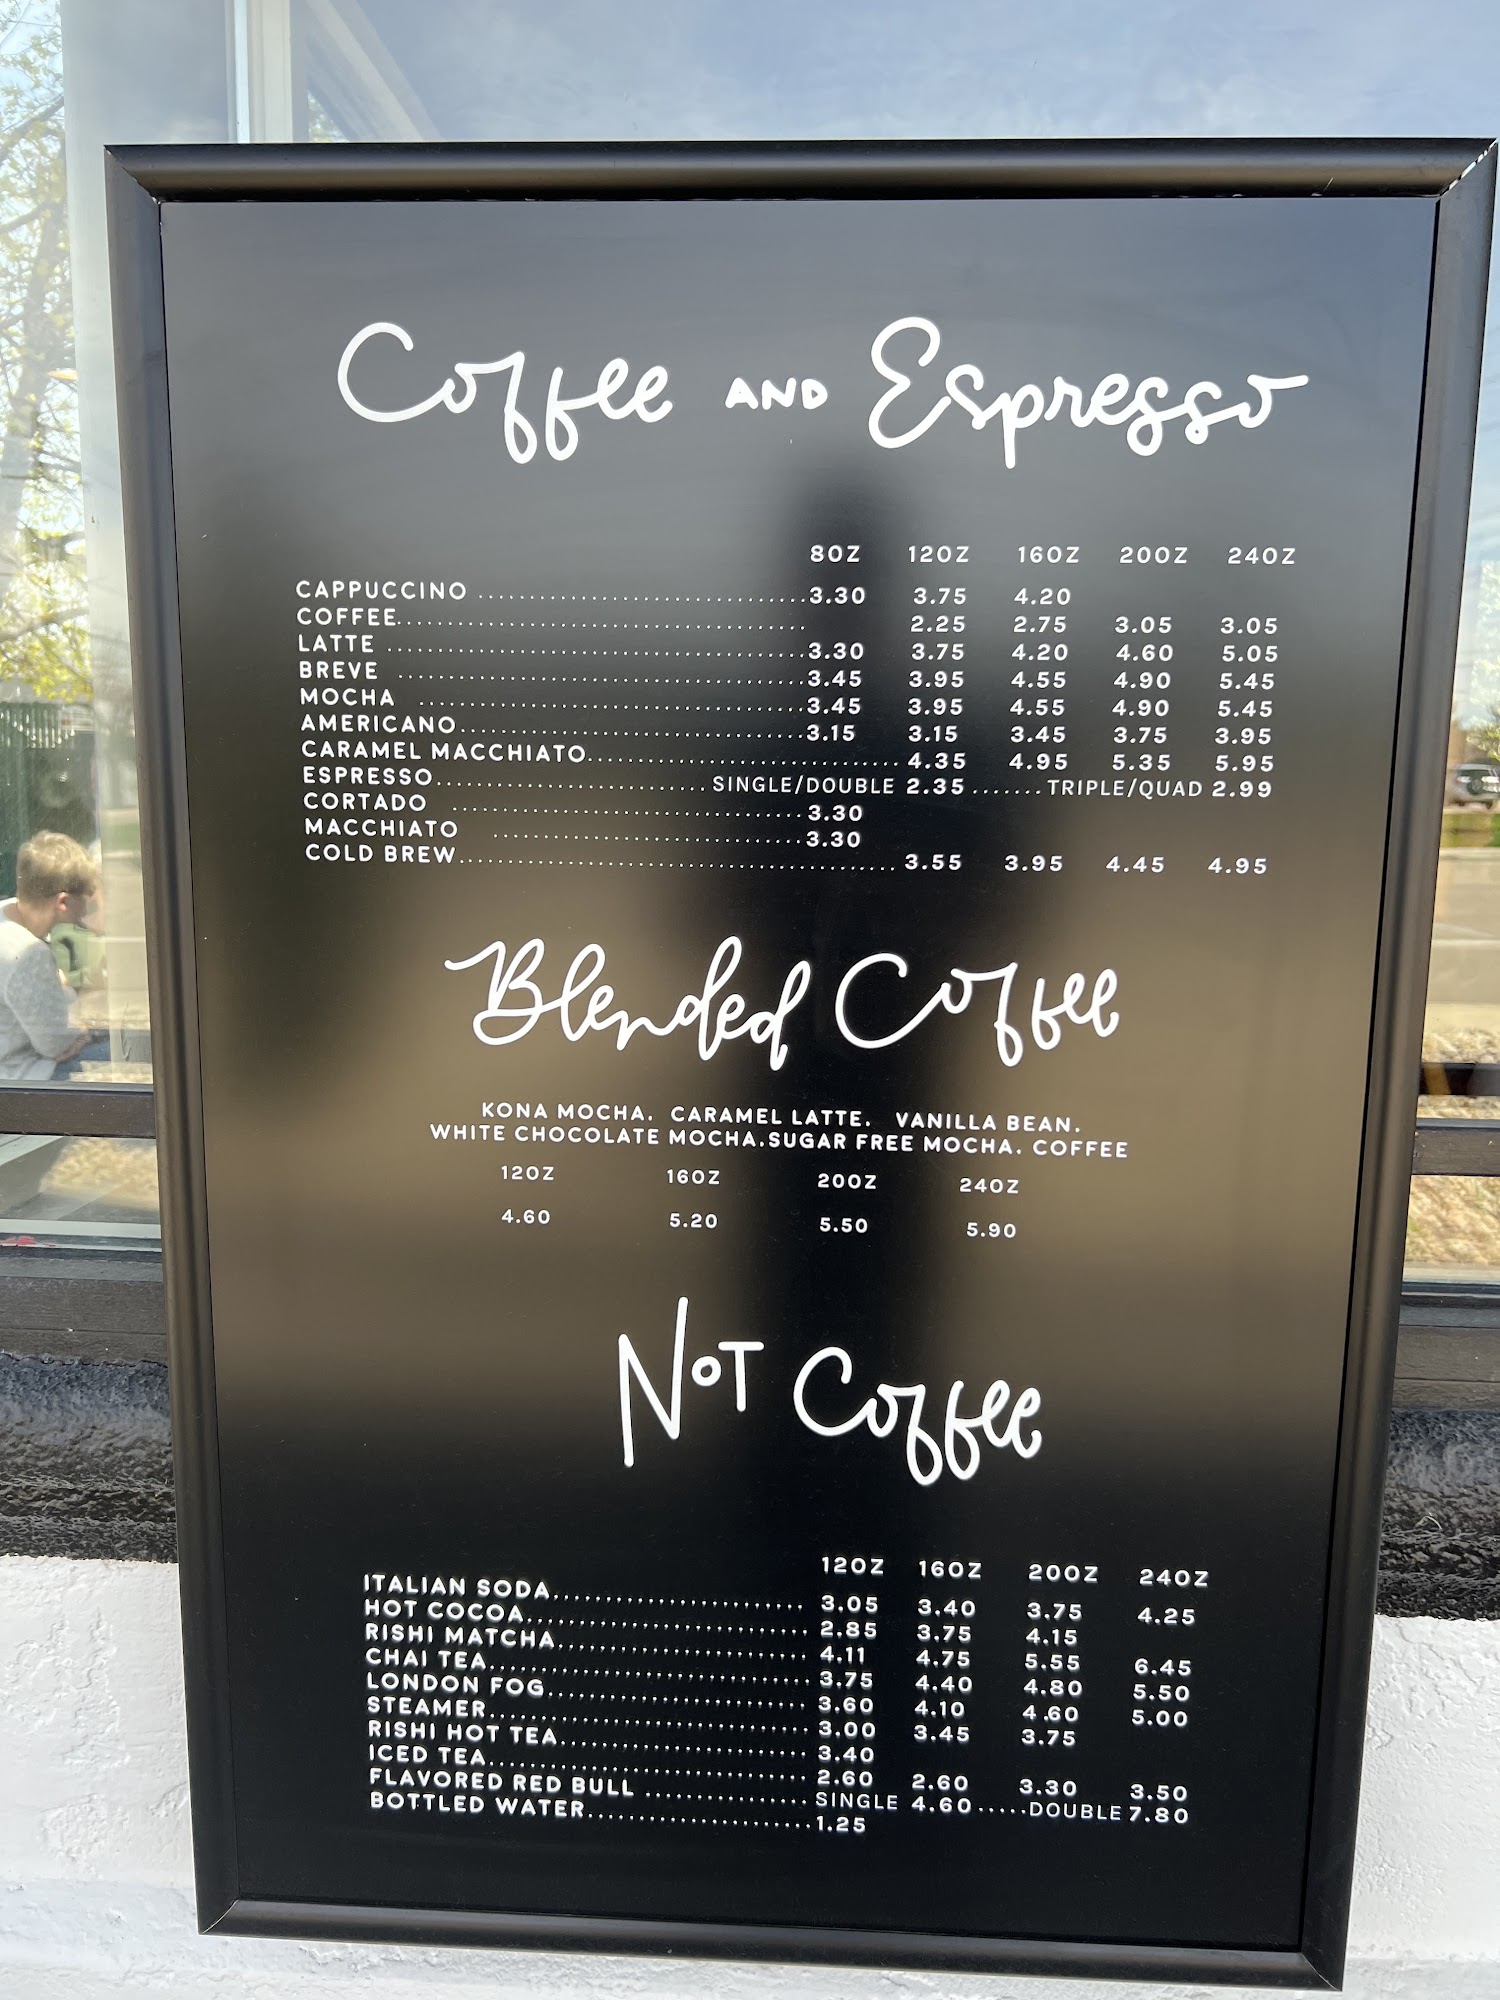 Coffee AND Espresso
8OZ 12OZ 16OZ 20OZ 24OZ
CAPPUCCINO ........................................ 3.30 3.75 4.20
COFFEE........................................ 2.25 2.75 3.05 3.05
LATTE ........................................ 3.30 3.75 4.20 4.60 5.05
BREVE ........................................ 3.45 3.95 4.55 4.90 5.45
MOCHA ........................................ 3.45 3.95 4.55 4.90 5.45
AMERICANO........................................ 3.15 3.15 3.45 3.75 3.95
CARAMEL MACCHIATO........................................ 4.35 4.95 5.35 5.95
ESPRESSO.............................. SINGLE/DOUBLE 2.35 ....... TRIPLE/QUAD 2.99
CORTADO ........................................ 3.30
MACCHIATO ........................................ 3.30
COLD BREW........................................ 3.55 3.95 4.45 4.95
Blended Coffee
KONA MOCHA. CARAMEL LATTE. VANILLA BEAN.
WHITE CHOCOLATE MOCHA.SUGAR FREE MOCHA. COFFEE
12OZ 16OZ 20OZ 24OZ
4.60 5.20 5.50 5.90
NOT Coffee
12OZ 16OZ 20OZ 24OZ
ITALIAN SODA.............................. 3.05 3.40 3.75 4.25
HOT COCOA.............................. 2.85 3.75 4.15
RISHI MATCHA.............................. 4.11 4.75 5.55 6.45
CHAI TEA.............................. 3.75 4.40 4.80 5.50
LONDON FOG.............................. 3.60 4.10 4.60 5.00
STEAMER.............................. 3.00 3.45 3.75
RISHI HOT TEA.............................. 3.40
ICED TEA.............................. 2.60 2.60 3.30 3.50
FLAVORED RED BULL .................. SINGLE 4.60.....DOUBLE 7.80
BOTTLED WATER.............................. 1.25